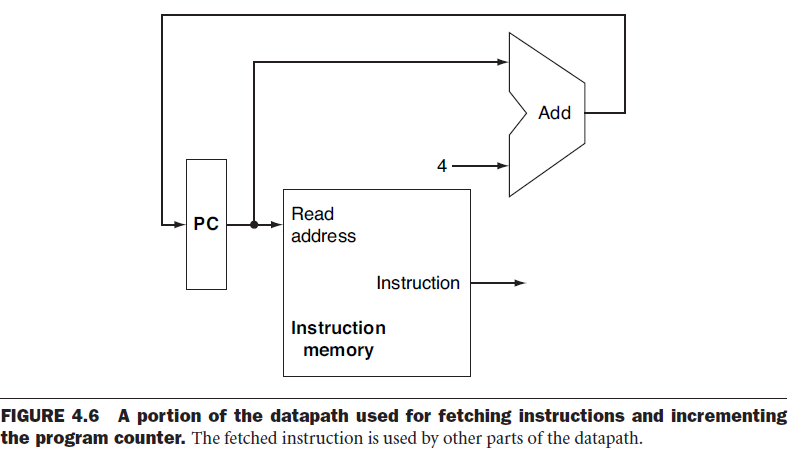 Add
4
PC
Read
address
Instruction
Instruction
memory
FIGURE 4.6 A portion of the datapath used for fetching instructions and incrementing
the program counter. The fetched instruction is used by other parts of the datapath.